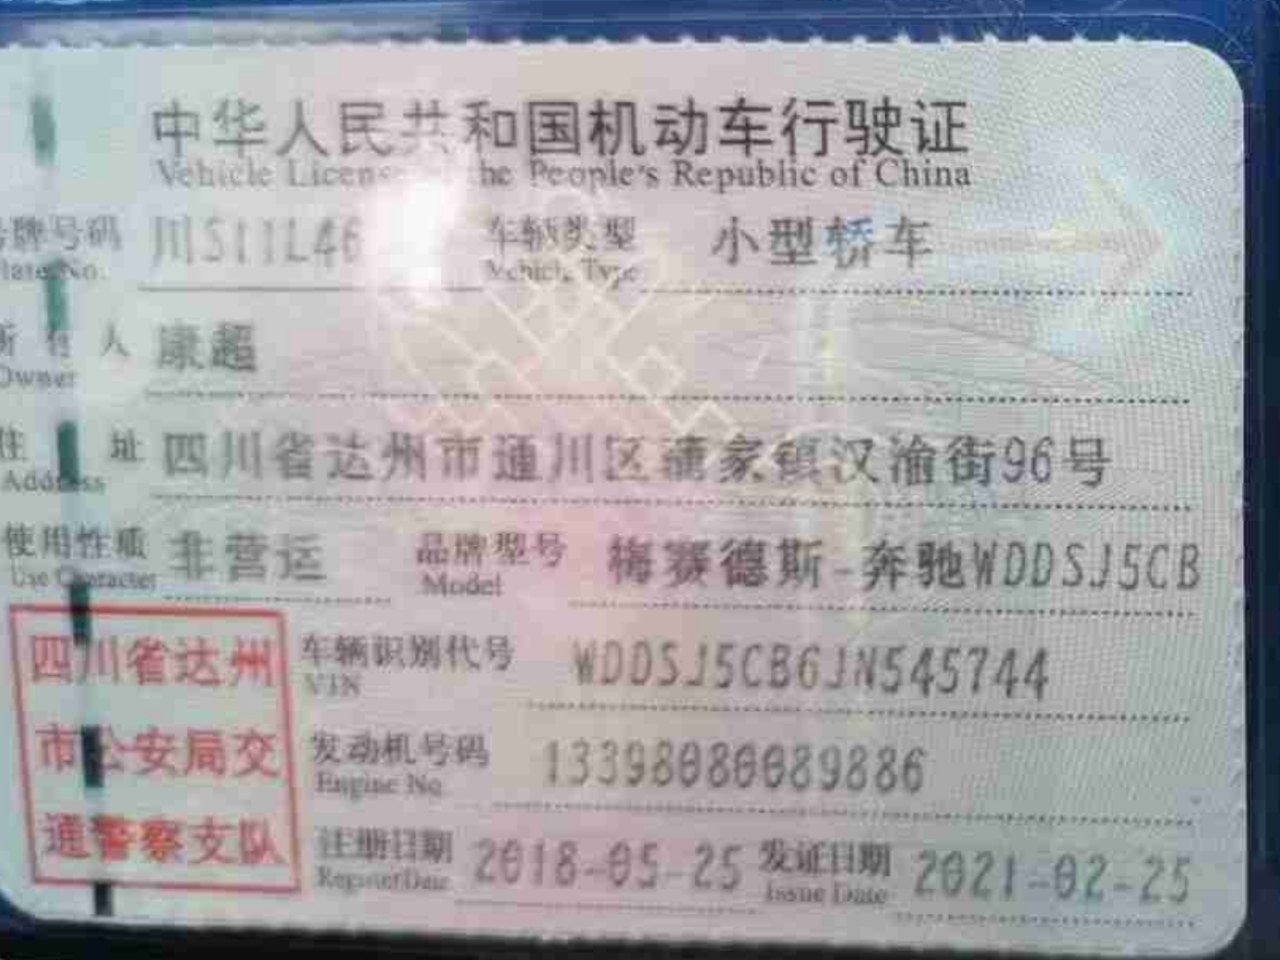 中华人民共和国机动车行驶证
Vehicle License of the People's Republic of China
号牌号码 川S11L46 车辆类型 小型轿车
Plate No. Vehicle Type
所有人 康超
Owner
住址 四川省达州市通川区蒲家镇汉渝街96号
Address
使用性质 非营运 品牌型号 梅赛德斯-奔驰WDDSJ5CB
Use Character Model
四川省达州 车辆识别代号 WDDSJ5CB6JN545744
VIN
市公安局交 发动机号码 13398080089886
Engine No
通警察支队 注册日期 2018-05-25 发证日期 2021-02-25
Register Date Issue Date